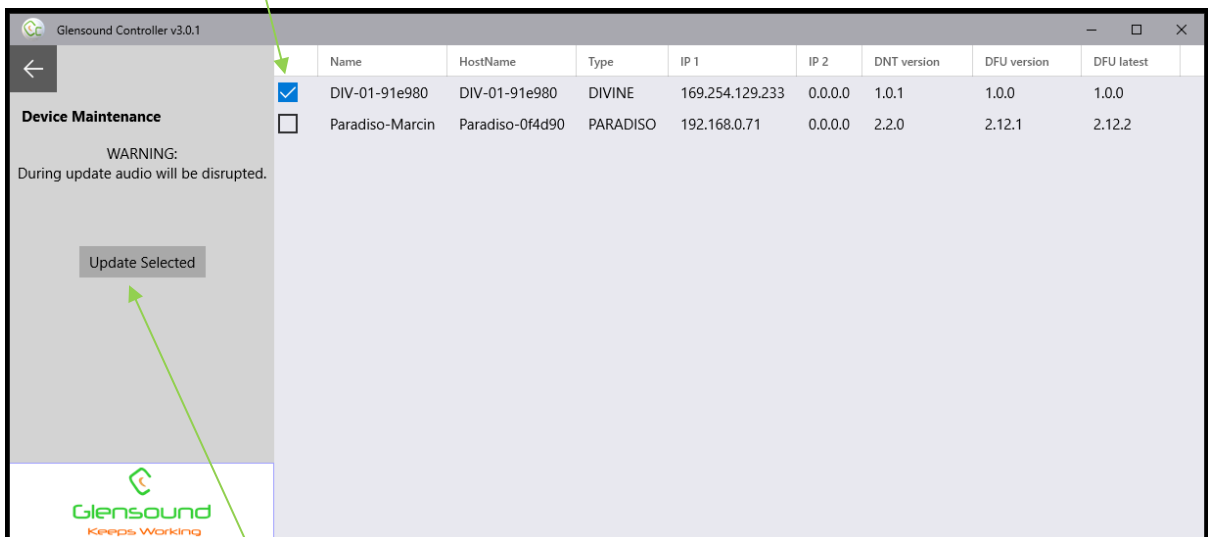 Glensound Controller v3.0.1
Name HostName Type IP 1 IP 2 DNT version DFU version DFU latest
DIV-01-91e980 DIV-01-91e980 DIVINE 169.254.129.233 0.0.0.0 1.0.1 1.0.0 1.0.0
Paradiso-Marcin Paradiso-0f4d90 PARADISO 192.168.0.71 0.0.0.0 2.2.0 2.12.1 2.12.2
Device Maintenance
WARNING:
During update audio will be disrupted.
Update Selected
Glensound
Keeps Working